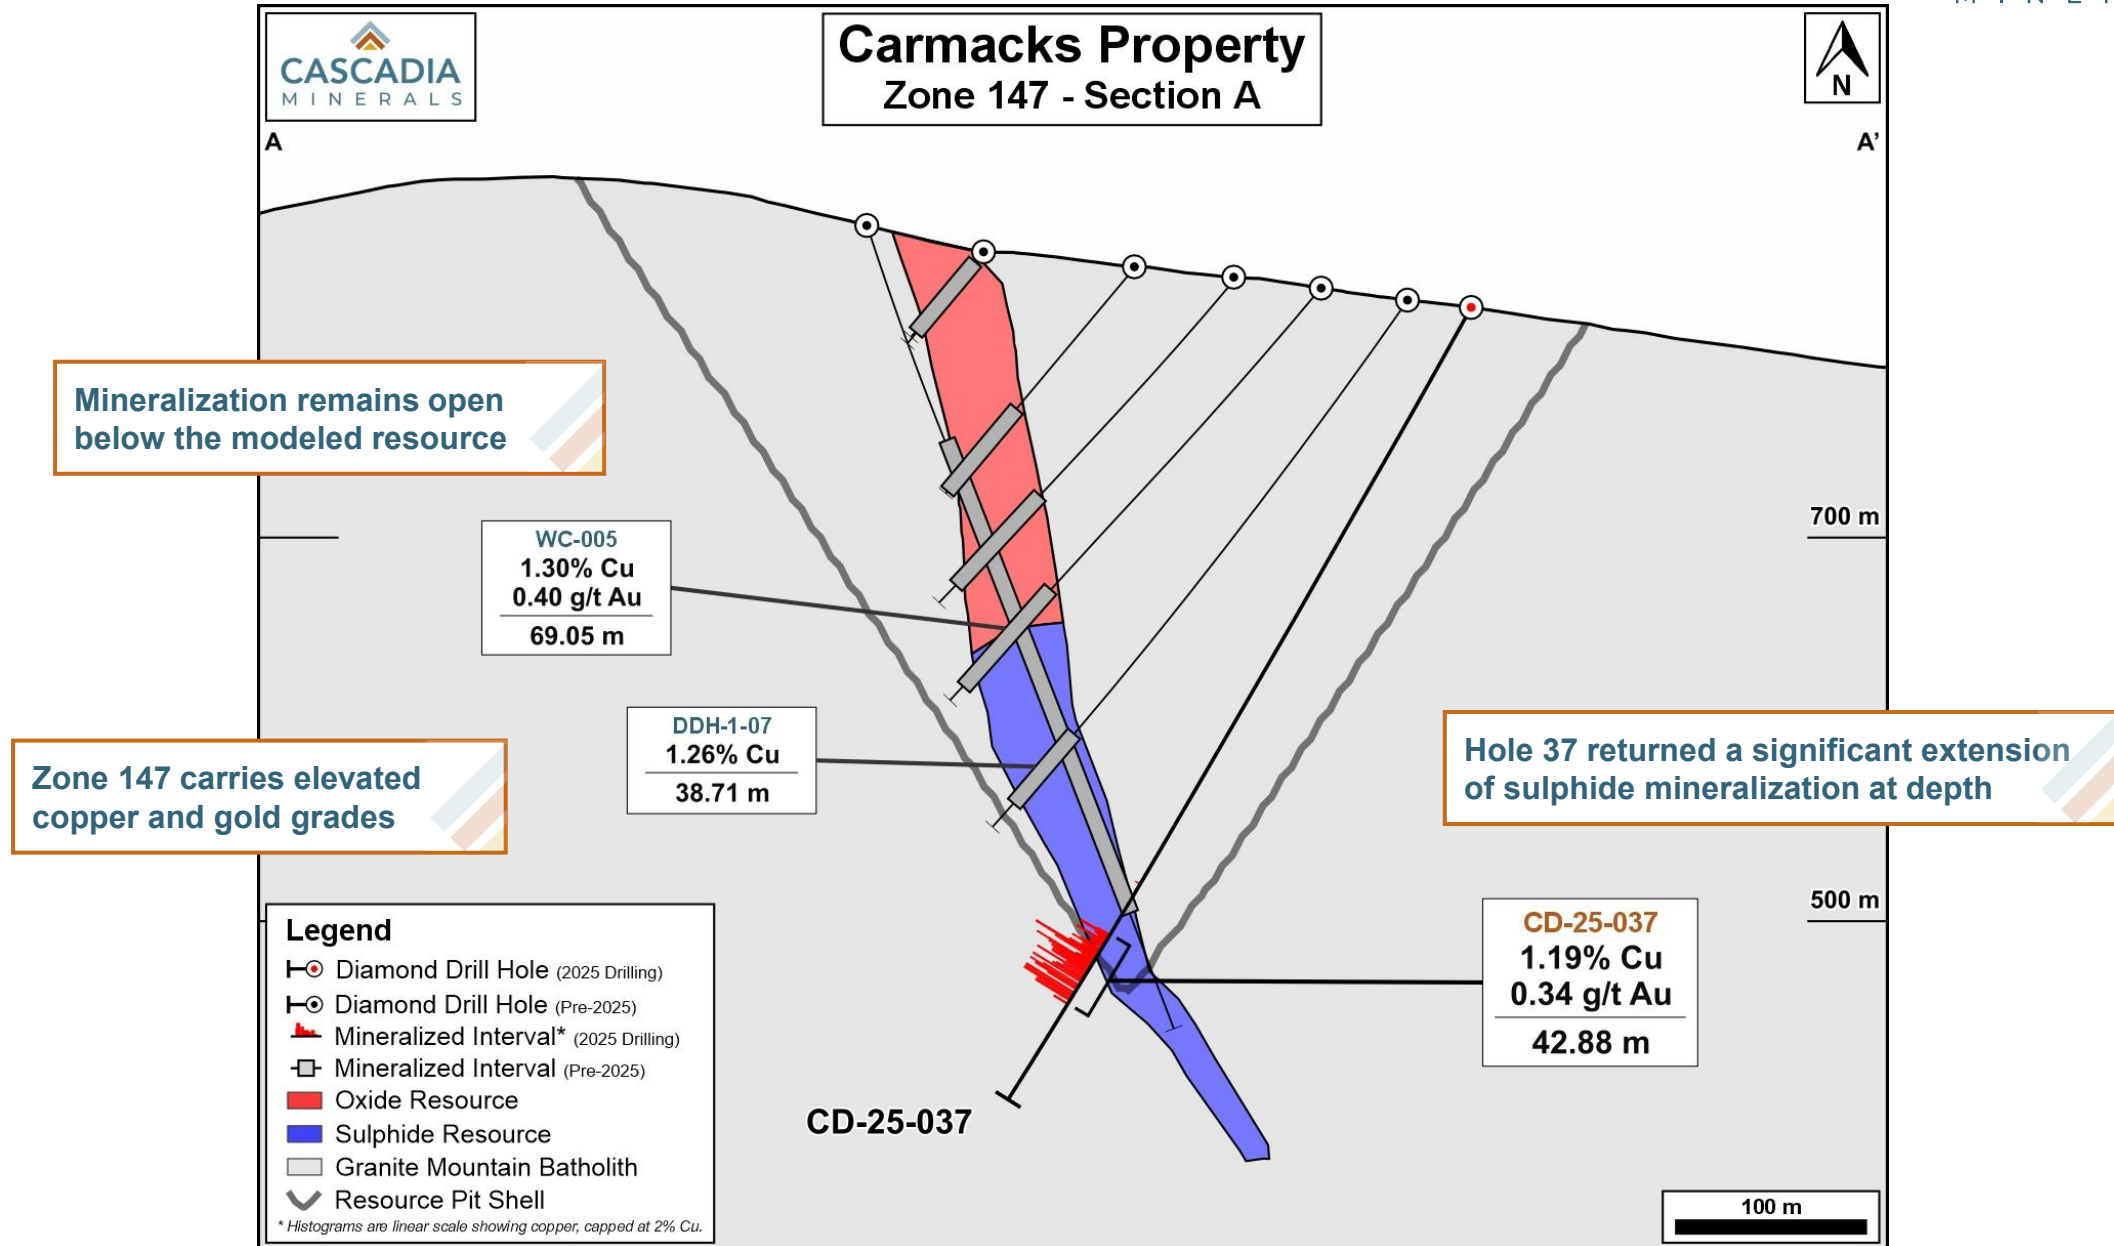 CASCADIA
MINERALS
Carmacks Property
Zone 147 - Section A
N
A
A’
Mineralization remains open
below the modeled resource
700 m
WC-005
1.30% Cu
0.40 g/t Au
69.05 m
DDH-1-07
1.26% Cu
38.71 m
Zone 147 carries elevated
copper and gold grades
Hole 37 returned a significant extension
of sulphide mineralization at depth
500 m
CD-25-037
1.19% Cu
0.34 g/t Au
42.88 m
CD-25-037
Legend
Diamond Drill Hole (2025 Drilling)
Diamond Drill Hole (Pre-2025)
Mineralized Interval* (2025 Drilling)
Mineralized Interval (Pre-2025)
Oxide Resource
Sulphide Resource
Granite Mountain Batholith
Resource Pit Shell
* Histograms are linear scale showing copper, capped at 2% Cu.
100 m